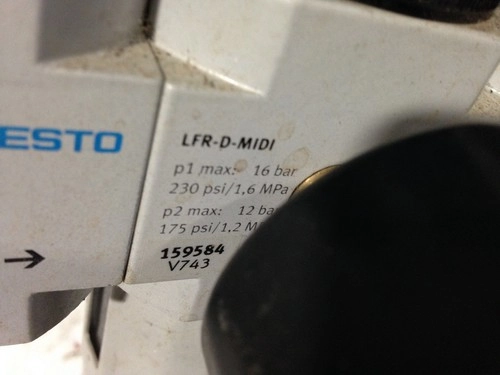 ESTO
LFR-D-MIDI
p1 max: 16 bar
230 psi/1,6 MPa
p2 max: 12 ba
175 psi/1,2 M
159584
V743